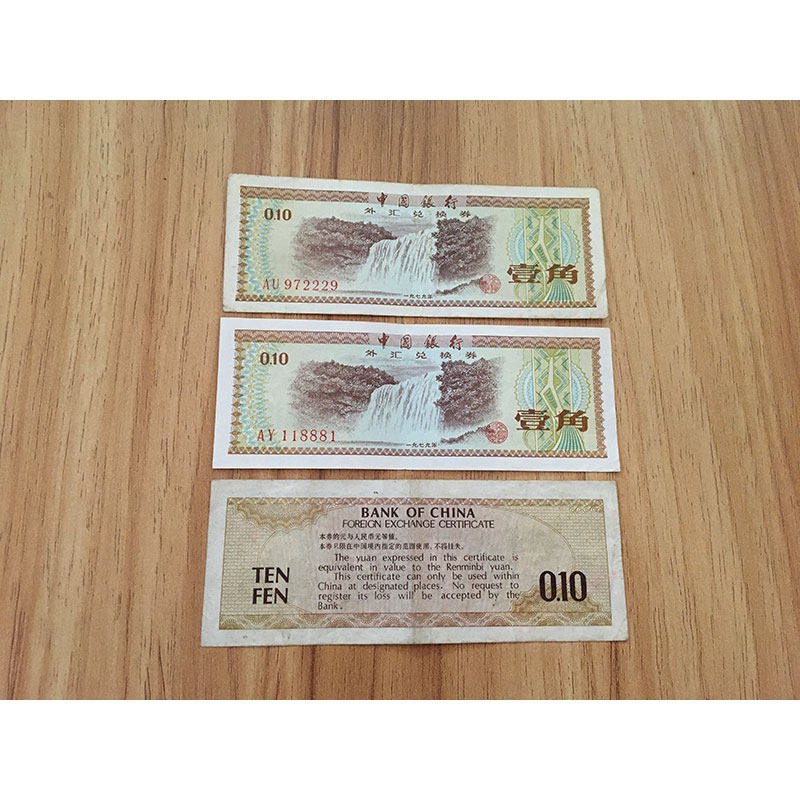 中国银行
外汇兑换券
0.10
壹角
AU 972229
一九七九年
中国银行
外汇兑换券
0.10
壹角
AY 118881
一九七九年
BANK OF CHINA
FOREIGN EXCHANGE CERTIFICATE
本券的元与人民币元等值。
本券只限在中国境内指定的范围使用，不得挂失。
The yuan expressed in this certificate is
equivalent in value to the Renminbi yuan.
This certificate can only be used within
China at designated places. No request to
register its loss will be accepted by the
Bank.
TEN
FEN
0.10